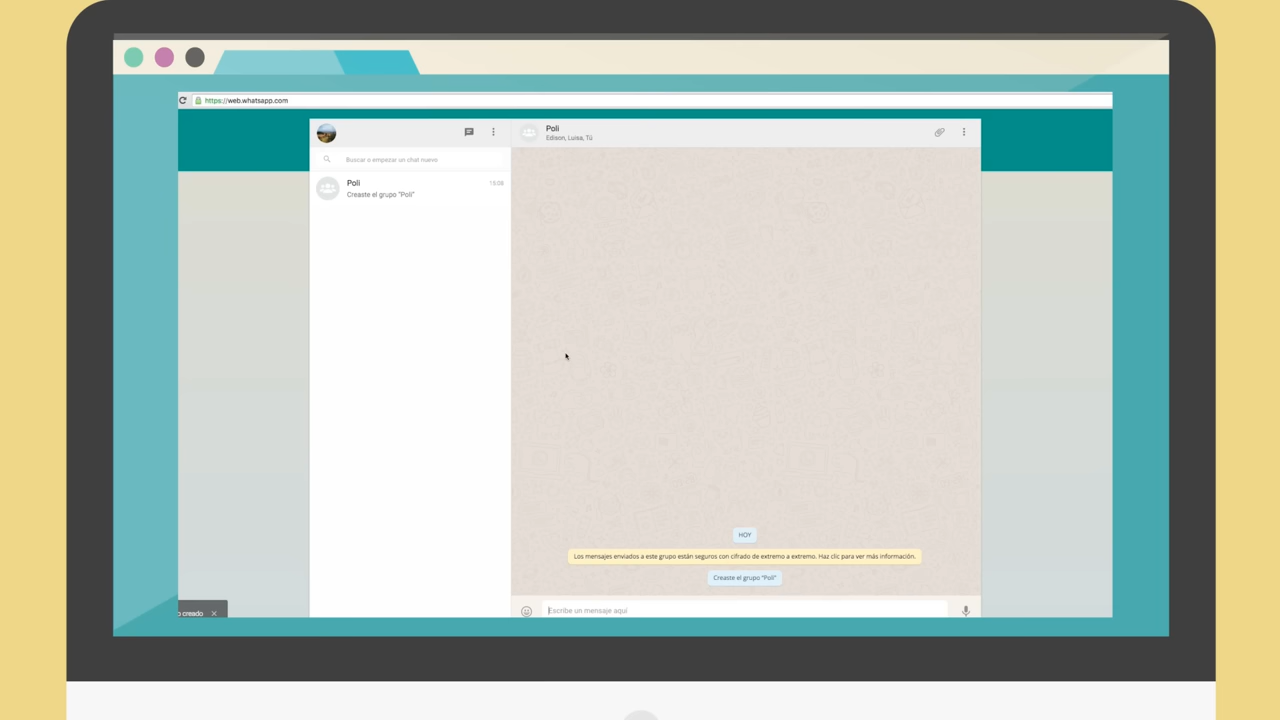 https://web.whatsapp.com
Poli
Edison, Luisa, Tú
Buscar o empezar un chat nuevo
Poli
13:08
Creaste el grupo "Poli"
HOY
Los mensajes enviados a este grupo están seguros con cifrado de extremo a extremo. Haz clic para ver más información.
Creaste el grupo "Poli"
o creado
Escribe un mensaje aquí